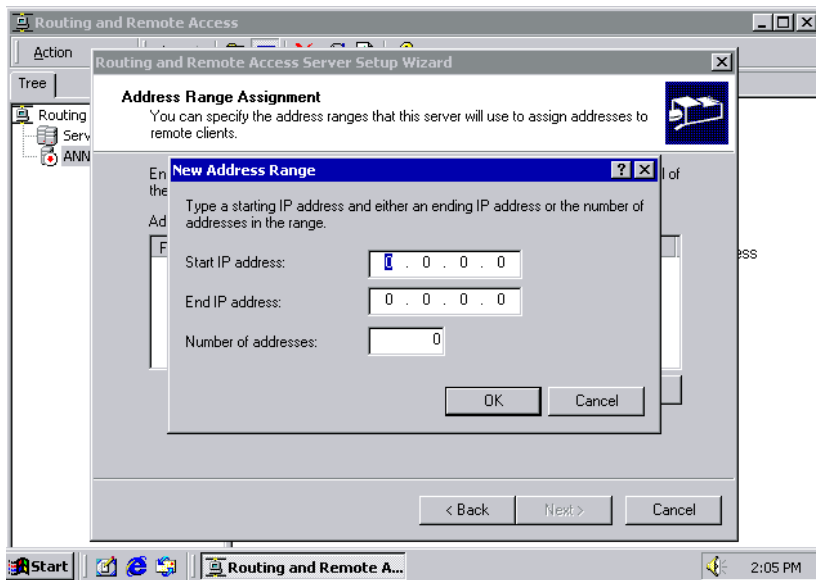 Routing and Remote Access
Action
Routing and Remote Access Server Setup Wizard
Tree
Address Range Assignment
You can specify the address ranges that this server will use to assign addresses to
remote clients.
Routing
Serv
ANN
En
l of
the
New Address Range
Type a starting IP address and either an ending IP address or the number of
addresses in the range.
Ad
F
ess
Start IP address:
0 . 0 . 0 . 0
End IP address:
0 . 0 . 0 . 0
Number of addresses:
0
OK
Cancel
< Back
Next >
Cancel
Start
Routing and Remote A...
2:05 PM